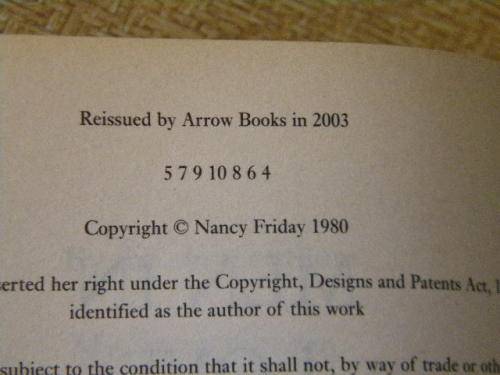 Reissued by Arrow Books in 2003
5 7 9 10 8 6 4
Copyright © Nancy Friday 1980
her right under the Copyright, Designs and Patents Act,
identified as the author of this work
subject to the condition that it shall not, by way of trade or